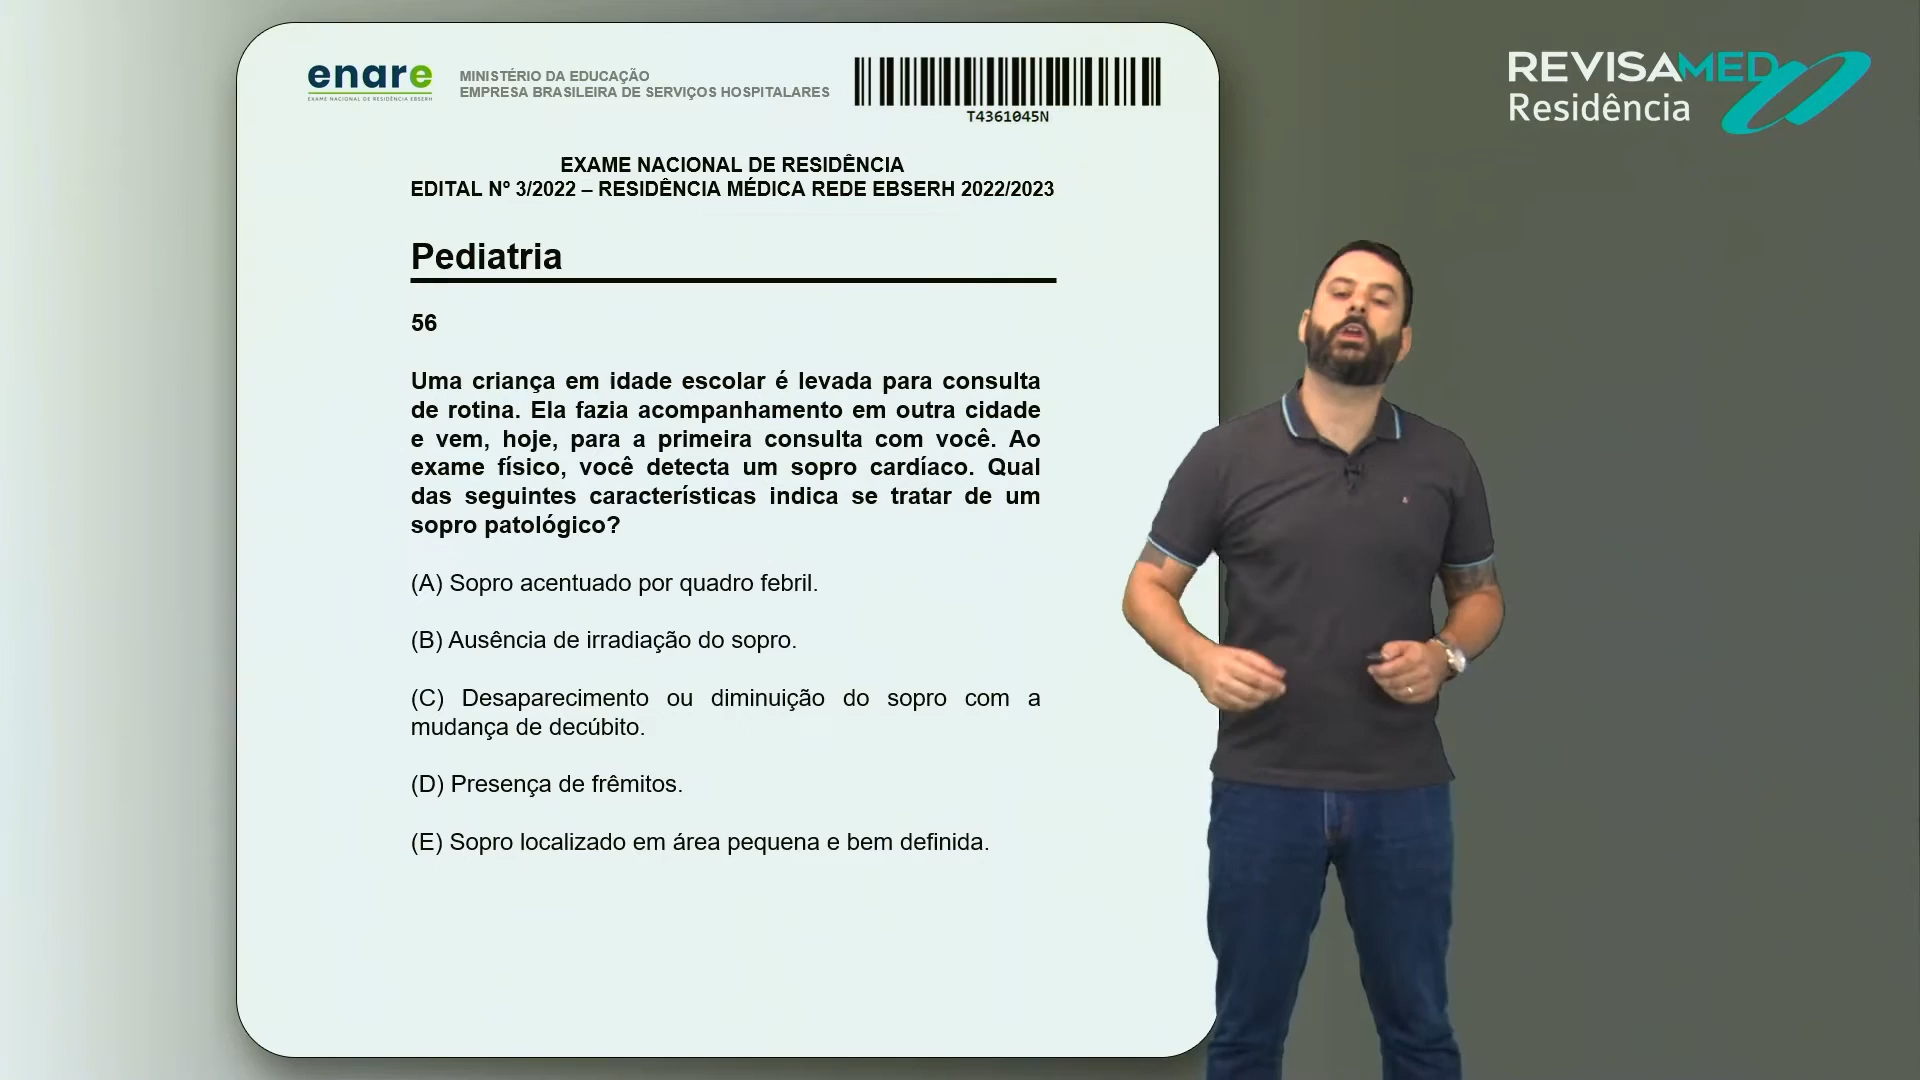 enare
EXAME NACIONAL DE RESIDÊNCIA EBSERH
MINISTÉRIO DA EDUCAÇÃO
EMPRESA BRASILEIRA DE SERVIÇOS HOSPITALARES
T4361045N
REVISAMED
Residência
EXAME NACIONAL DE RESIDÊNCIA
EDITAL Nº 3/2022 – RESIDÊNCIA MÉDICA REDE EBSERH 2022/2023
Pediatria
56
Uma criança em idade escolar é levada para consulta
de rotina. Ela fazia acompanhamento em outra cidade
e vem, hoje, para a primeira consulta com você. Ao
exame físico, você detecta um sopro cardíaco. Qual
das seguintes características indica se tratar de um
sopro patológico?
(A) Sopro acentuado por quadro febril.
(B) Ausência de irradiação do sopro.
(C) Desaparecimento ou diminuição do sopro com a
mudança de decúbito.
(D) Presença de frêmitos.
(E) Sopro localizado em área pequena e bem definida.